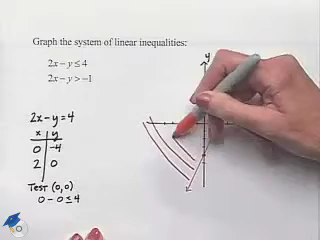 Graph the system of linear inequalities:
2x − y ≤ 4
2x − y > −1
2x − y = 4
x y
0 −4
2 0
Test (0,0)
0 − 0 ≤ 4
y